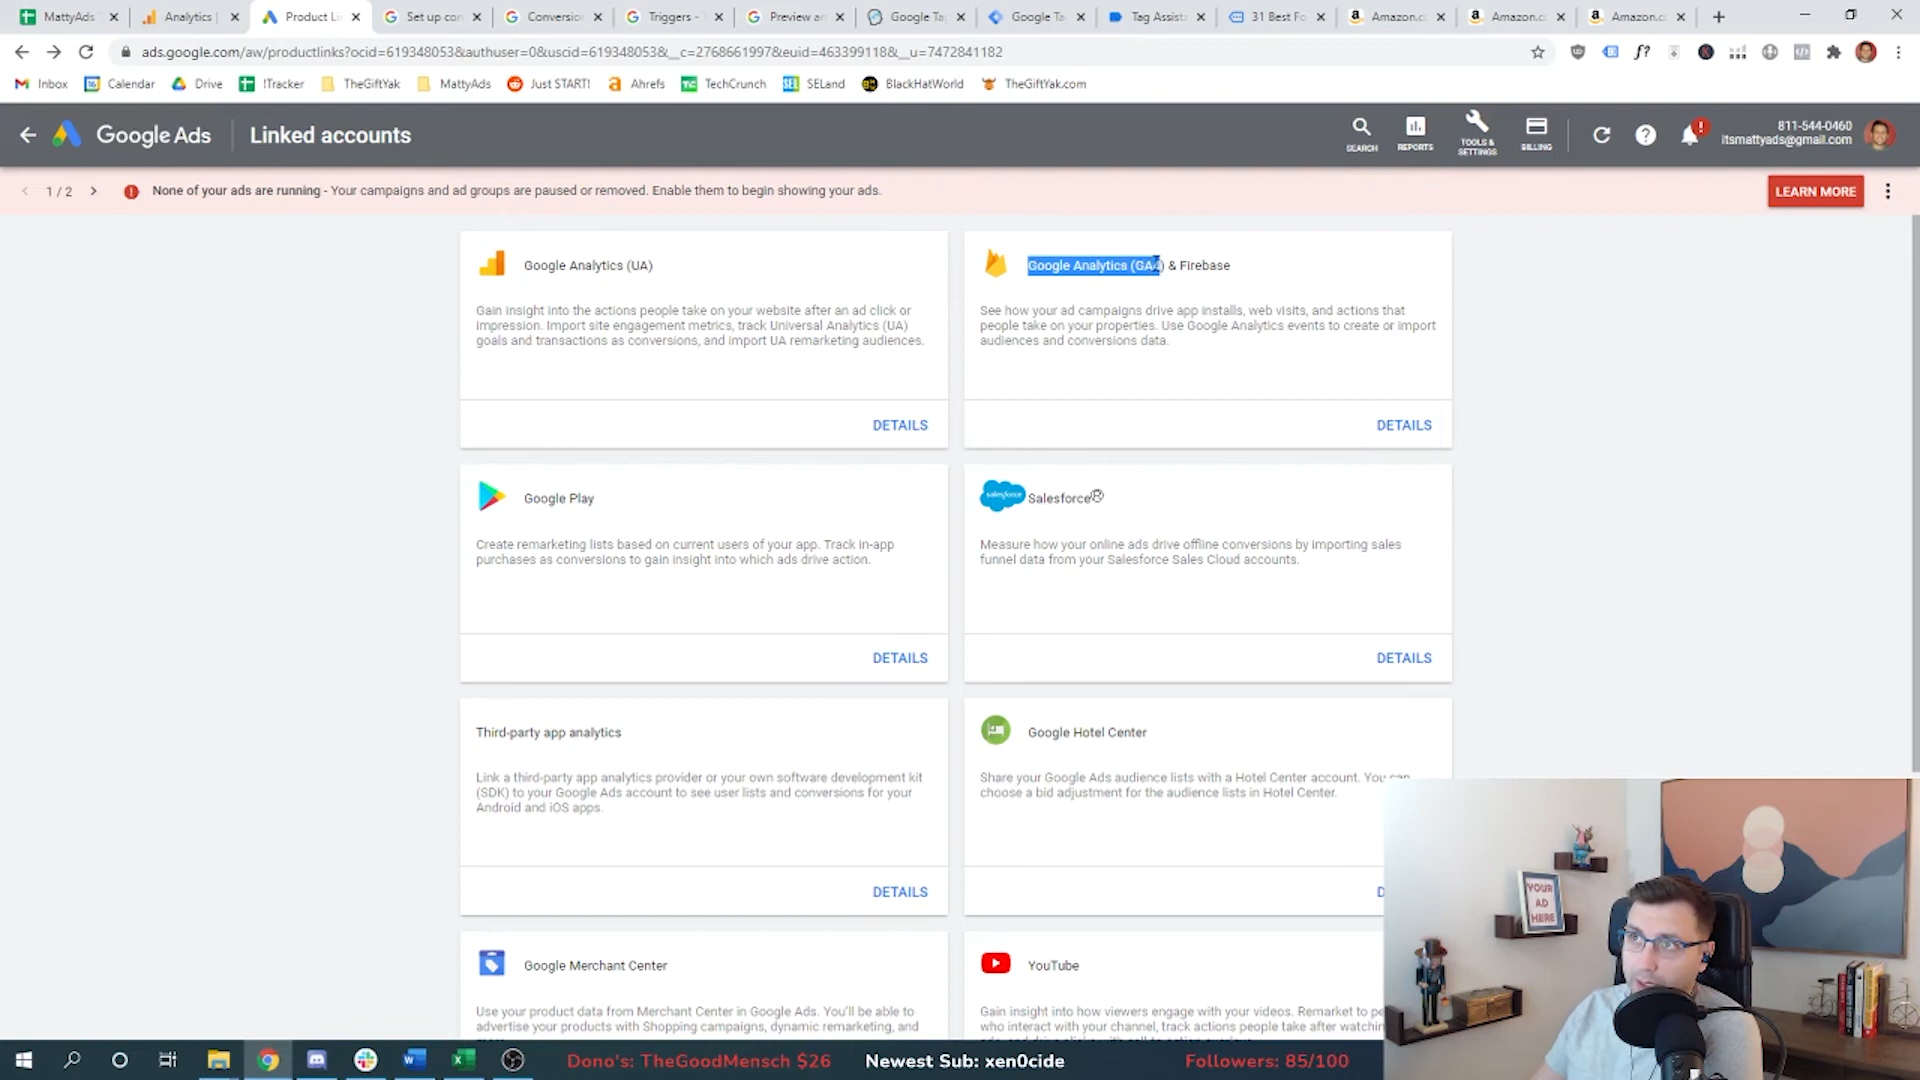 MattyAds
Analytics |
Product Li
Set up con
Conversio
Triggers - T
Preview an
Google Ta
Google Ta
Tag Assista
31 Best Fo
Amazon.c
Amazon.c
Amazon.c
ads.google.com/aw/productlinks?ocid=619348053&authuser=0&uscid=619348053&__c=2768661997&euid=463399118&__u=7472841182
Inbox
Calendar
Drive
!Tracker
TheGiftYak
MattyAds
Just START!
Ahrefs
TechCrunch
SELand
BlackHatWorld
TheGiftYak.com
Google Ads
Linked accounts
SEARCH
REPORTS
TOOLS &
SETTINGS
BILLING
811-544-0460
itsmattyads@gmail.com
1 / 2
None of your ads are running - Your campaigns and ad groups are paused or removed. Enable them to begin showing your ads.
LEARN MORE
Google Analytics (UA)
Gain insight into the actions people take on your website after an ad click or
impression. Import site engagement metrics, track Universal Analytics (UA)
goals and transactions as conversions, and import UA remarketing audiences.
DETAILS
Google Analytics (GA4) & Firebase
See how your ad campaigns drive app installs, web visits, and actions that
people take on your properties. Use Google Analytics events to create or import
audiences and conversions data.
DETAILS
Google Play
Create remarketing lists based on current users of your app. Track in-app
purchases as conversions to gain insight into which ads drive action.
DETAILS
salesforce
Salesforce®
Measure how your online ads drive offline conversions by importing sales
funnel data from your Salesforce Sales Cloud accounts.
DETAILS
Third-party app analytics
Link a third-party app analytics provider or your own software development kit
(SDK) to your Google Ads account to see user lists and conversions for your
Android and iOS apps.
DETAILS
Google Hotel Center
Share your Google Ads audience lists with a Hotel Center account. You can
choose a bid adjustment for the audience lists in Hotel Center.
D
Google Merchant Center
Use your product data from Merchant Center in Google Ads. You'll be able to
advertise your products with Shopping campaigns, dynamic remarketing, and
YouTube
Gain insight into how viewers engage with your videos. Remarket to pe
who interact with your channel, track actions people take after watchin
YOUR
AD
HERE
Dono's: TheGoodMensch $26
Newest Sub: xen0cide
Followers: 85/100